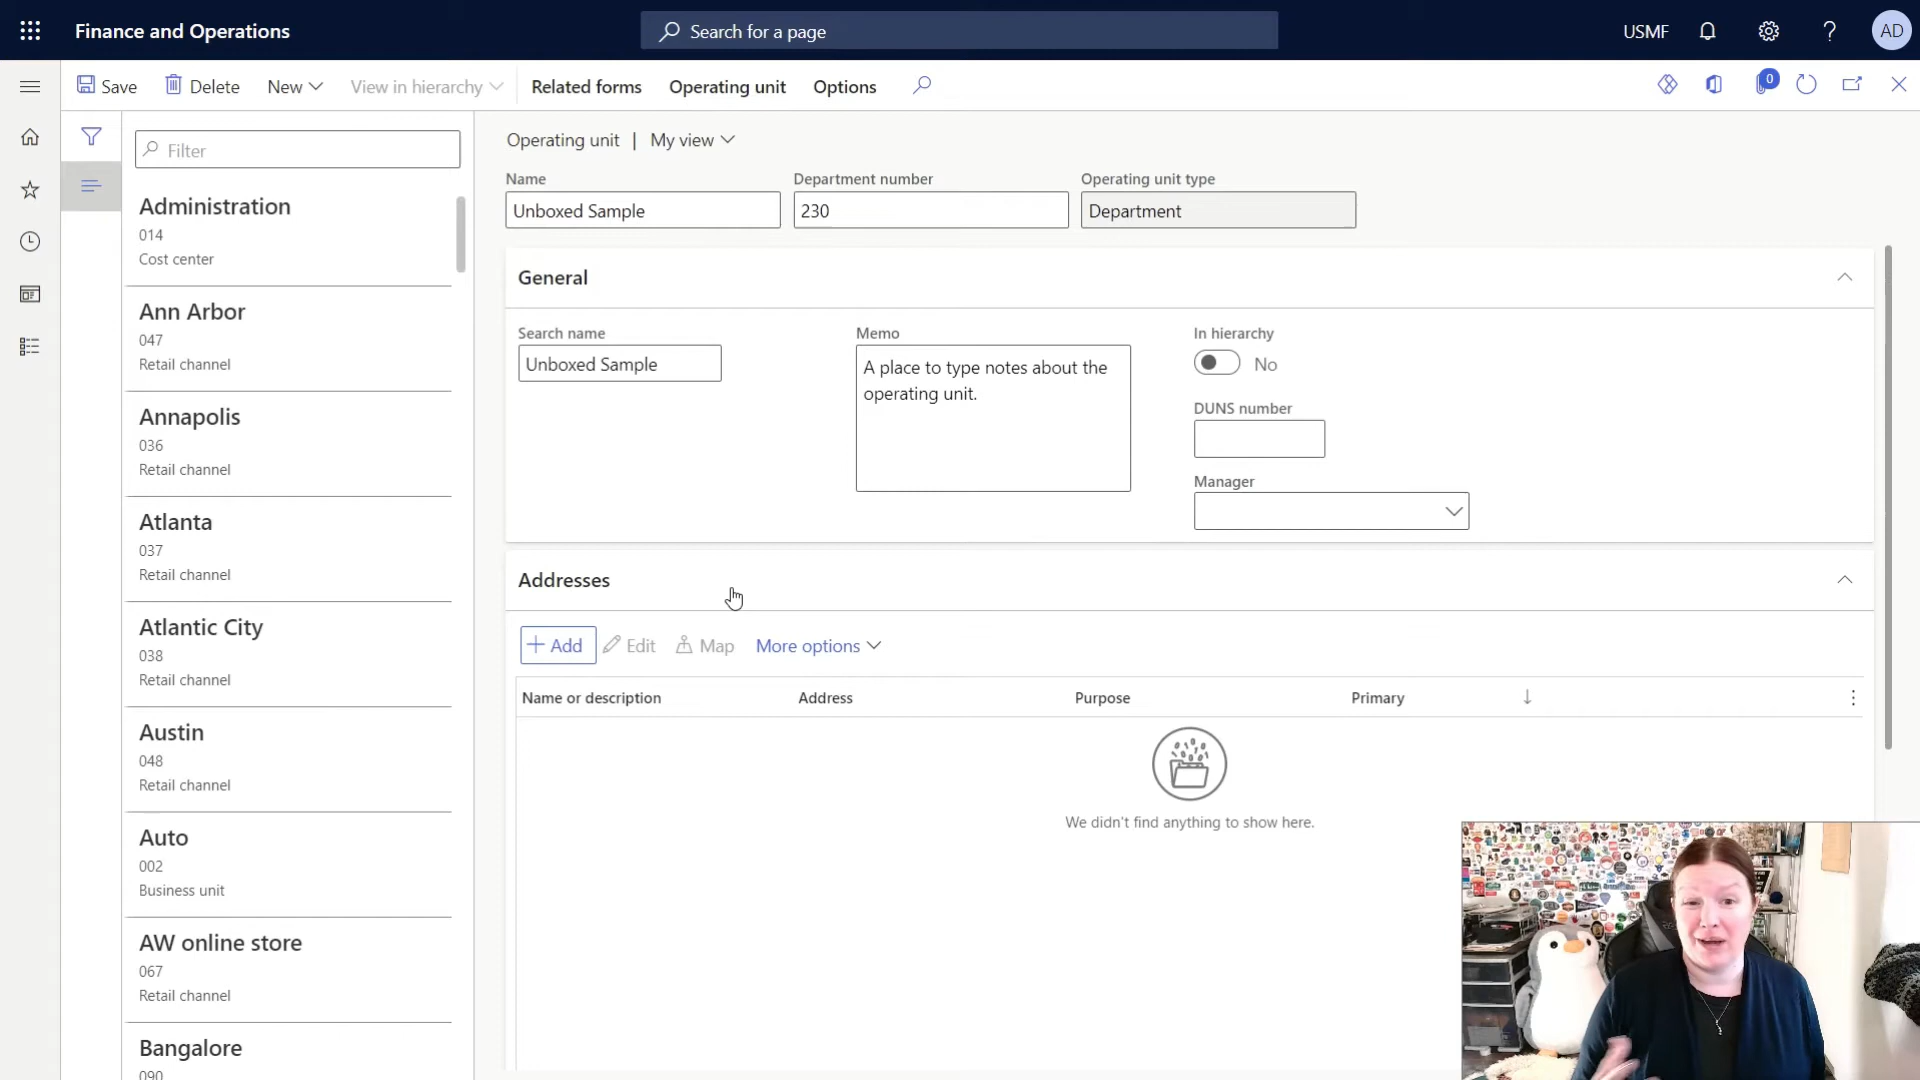 Finance and Operations
Search for a page
USMF
AD
Save
Delete
New
View in hierarchy
Related forms
Operating unit
Options
0
Filter
Administration
014
Cost center
Ann Arbor
047
Retail channel
Annapolis
036
Retail channel
Atlanta
037
Retail channel
Atlantic City
038
Retail channel
Austin
048
Retail channel
Auto
002
Business unit
AW online store
067
Retail channel
Bangalore
090
Operating unit | My view
Name
Unboxed Sample
Department number
230
Operating unit type
Department
General
Search name
Unboxed Sample
Memo
A place to type notes about the
operating unit.
In hierarchy
No
DUNS number
Manager
Addresses
+ Add
Edit
Map
More options
Name or description
Address
Purpose
Primary
We didn't find anything to show here.